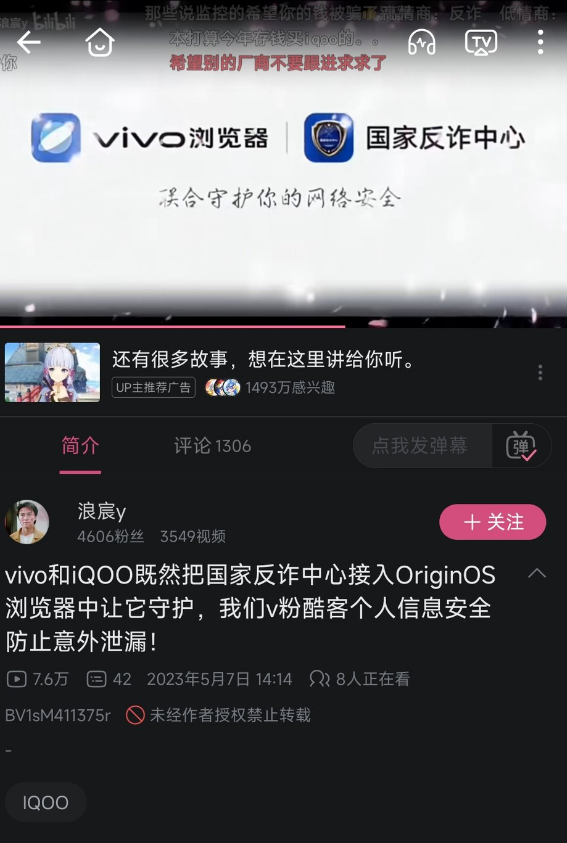 那些说监控的希望你的钱被骗了
情商：反诈 低情商：
浪宸y bilibili
本打算今年存钱买iqoo的。。
你
希望别的厂商不要跟进求求了
vivo浏览器 国家反诈中心
联合守护你的网络安全
还有很多故事，想在这里讲给你听。
UP主推荐广告 1493万感兴趣
简介 评论 1306 点我发弹幕 弹
浪宸y
4606粉丝 3549视频
+ 关注
vivo和iQOO既然把国家反诈中心接入OriginOS
浏览器中让它守护，我们v粉酷客个人信息安全
防止意外泄漏！
7.6万 42 2023年5月7日 14:14 8人正在看
BV1sM411375r 未经作者授权禁止转载
-
IQOO